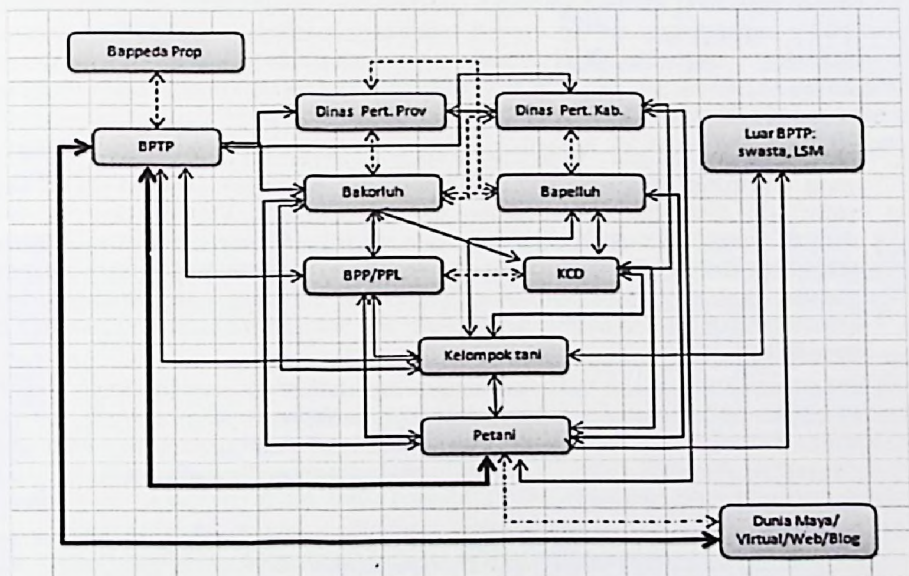 Bappeda Prop
Dinas Pert. Prov
Dinas Pert. Kab.
BPTP
Luar BPTP:
swasta, LSM
Bakorluh
Bapelluh
BPP/PPL
KCD
Kelompok tani
Petani
Dunia Maya/
Virtual/Web/Blog